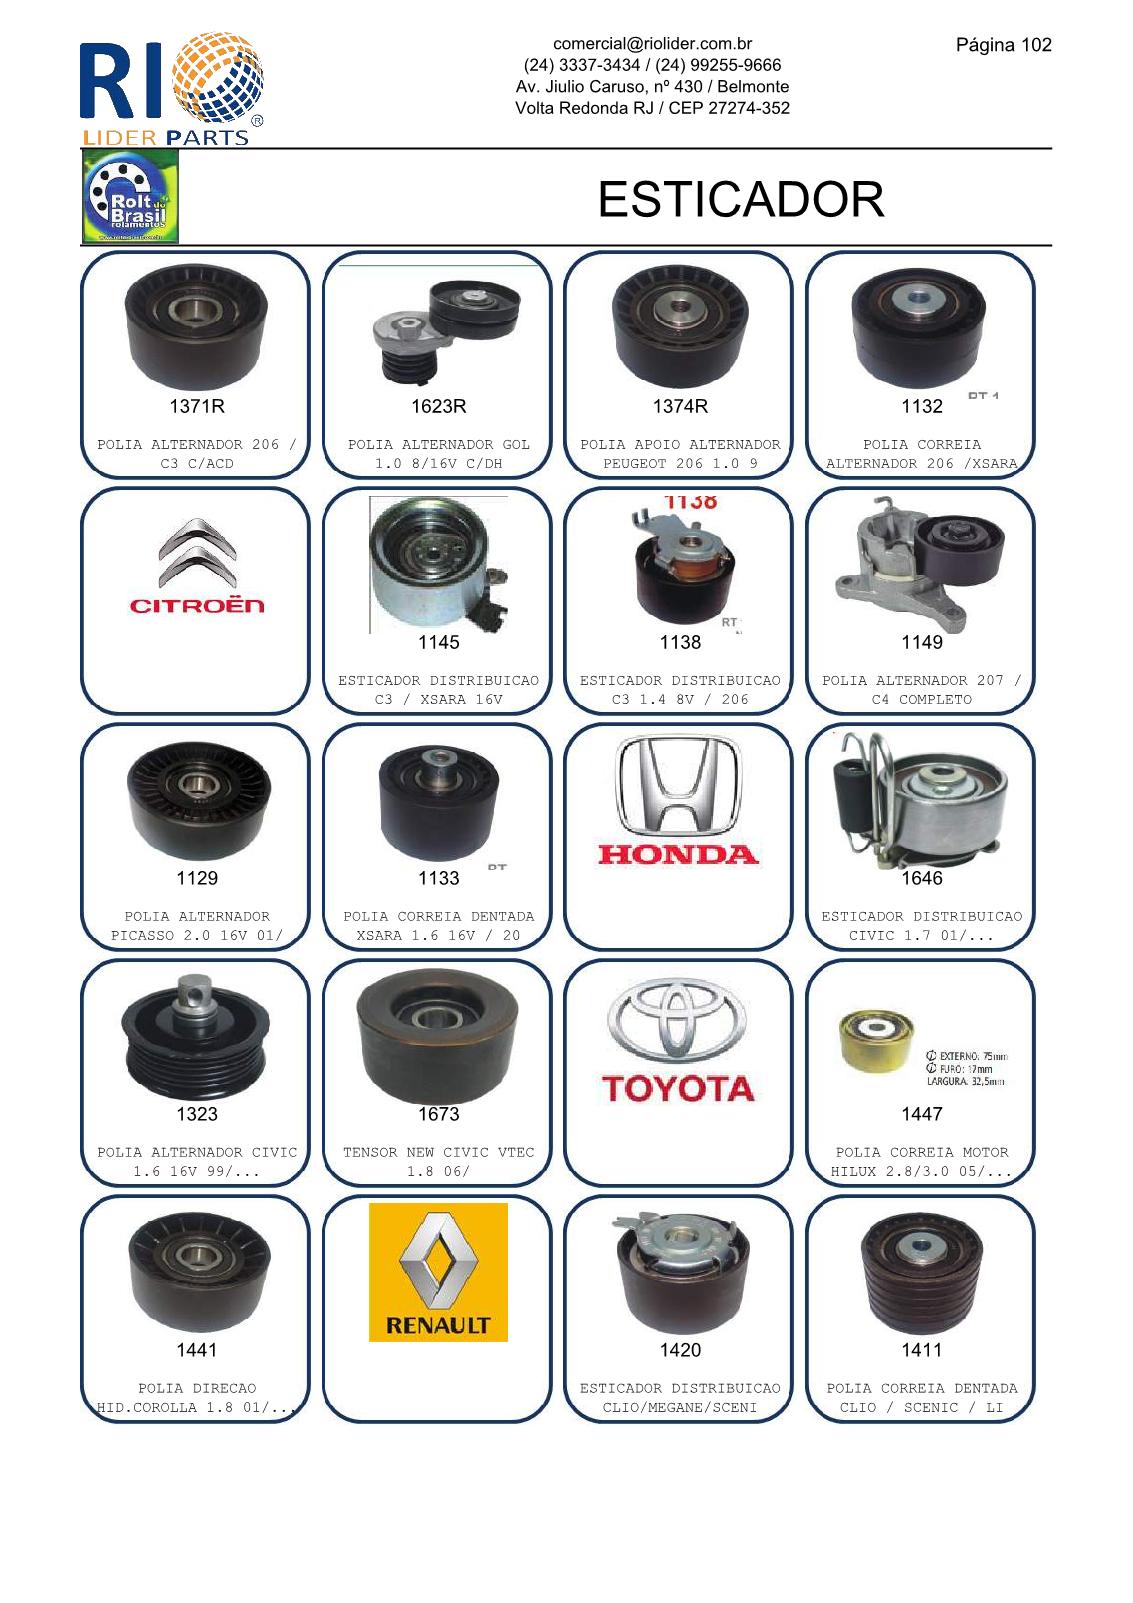 RIO
LIDER PARTS
®
comercial@riolider.com.br
(24) 3337-3434 / (24) 99255-9666
Av. Jiulio Caruso, nº 430 / Belmonte
Volta Redonda RJ / CEP 27274-352
Página 102
Rolt do
Brasil
rolamentos
ESTICADOR
1371R
POLIA ALTERNADOR 206 /
C3 C/ACD
1623R
POLIA ALTERNADOR GOL
1.0 8/16V C/DH
1374R
POLIA APOIO ALTERNADOR
PEUGEOT 206 1.0 9
RT 1
1132
POLIA CORREIA
ALTERNADOR 206 /XSARA
CITROËN
1145
ESTICADOR DISTRIBUICAO
C3 / XSARA 16V
1138
RT
1138
ESTICADOR DISTRIBUICAO
C3 1.4 8V / 206
1149
POLIA ALTERNADOR 207 /
C4 COMPLETO
1129
POLIA ALTERNADOR
PICASSO 2.0 16V 01/
RT
1133
POLIA CORREIA DENTADA
XSARA 1.6 16V / 20
HONDA
1646
ESTICADOR DISTRIBUICAO
CIVIC 1.7 01/...
1323
POLIA ALTERNADOR CIVIC
1.6 16V 99/...
1673
TENSOR NEW CIVIC VTEC
1.8 06/
TOYOTA
EXTERNO: 75mm
FURO: 17mm
LARGURA: 32,5mm
1447
POLIA CORREIA MOTOR
HILUX 2.8/3.0 05/...
1441
POLIA DIRECAO
HID.COROLLA 1.8 01/...
RENAULT
1420
ESTICADOR DISTRIBUICAO
CLIO/MEGANE/SCENI
1411
POLIA CORREIA DENTADA
CLIO / SCENIC / LI